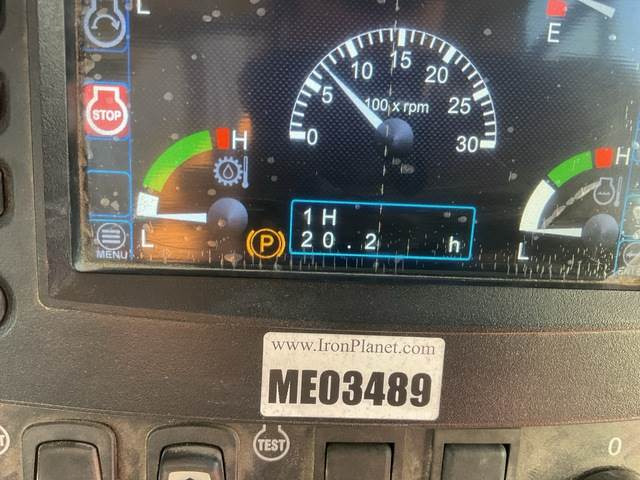 L
E
STOP
0
5
10
15
20
25
30
100 x rpm
H
H
L
L
MENU
P
1H
20.2 h
www.IronPlanet.com
ME03489
TEST
0